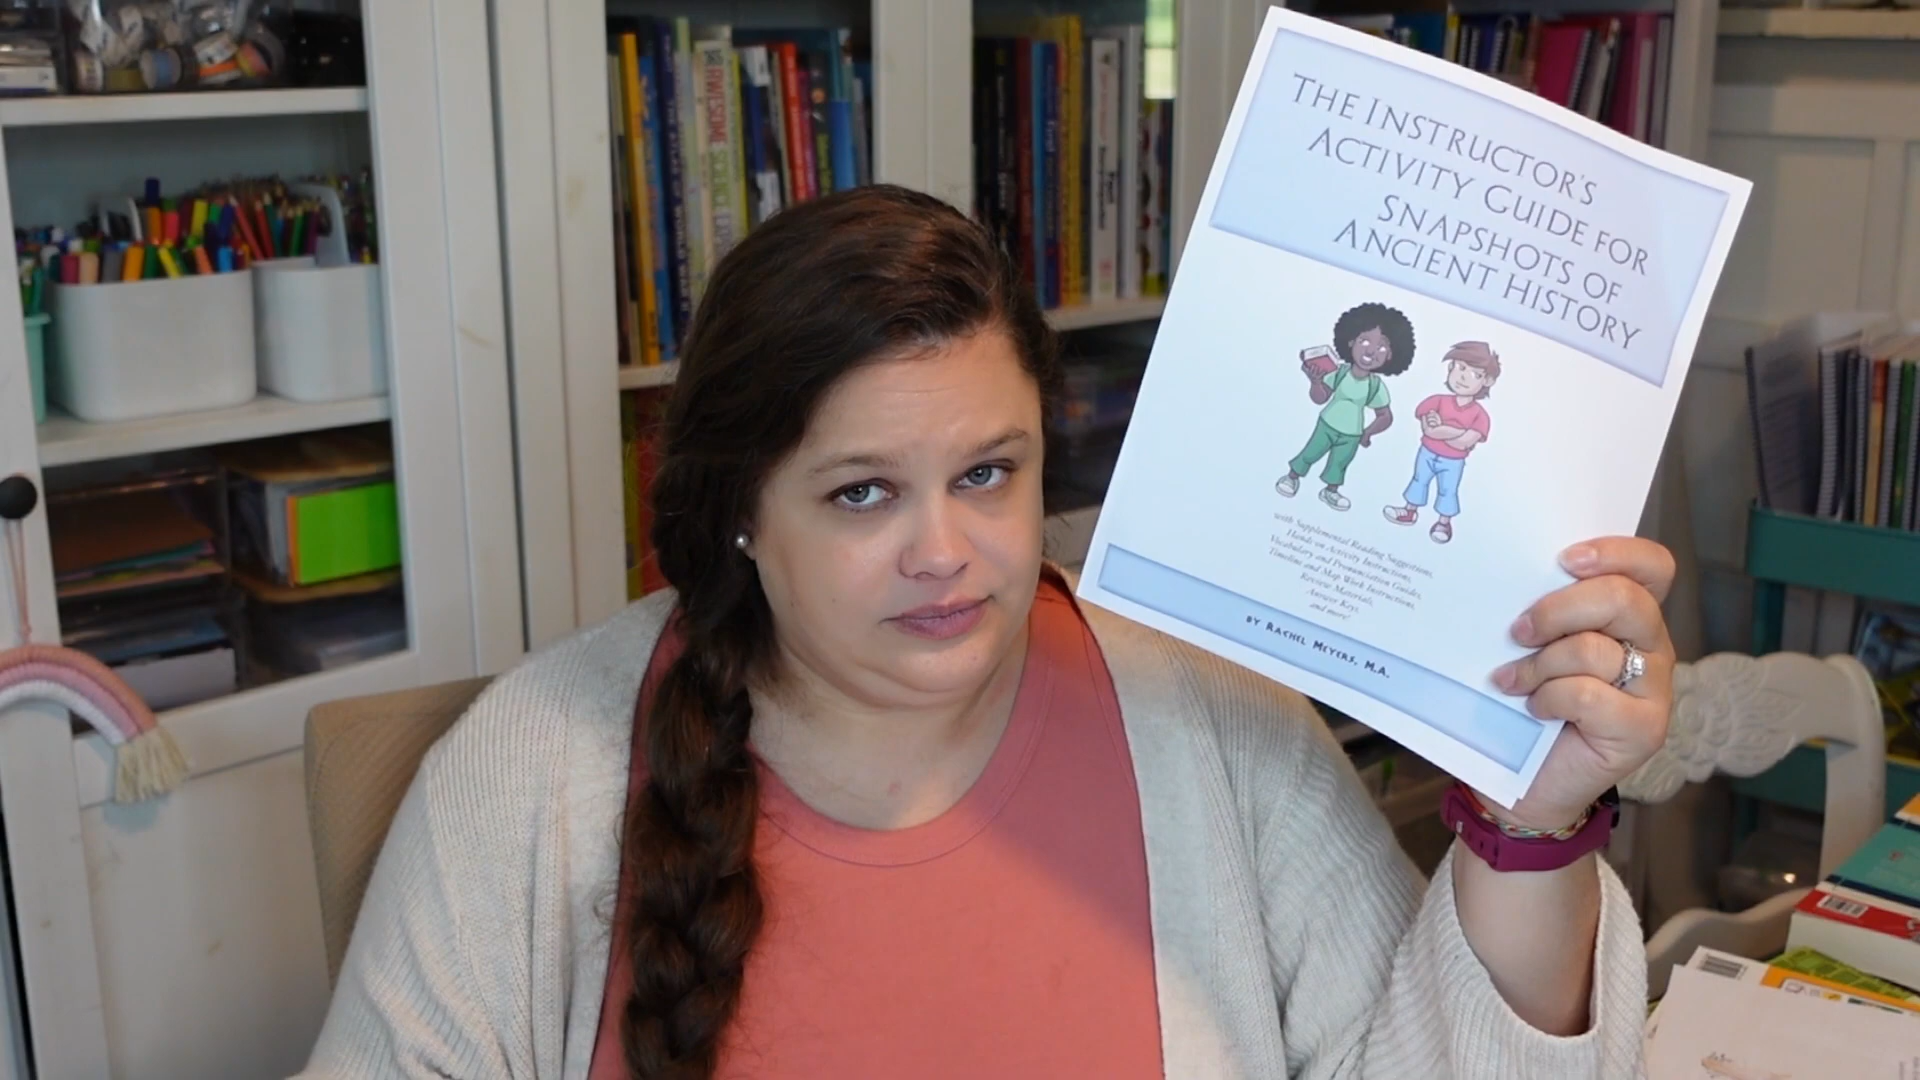 THE INSTRUCTOR'S
ACTIVITY GUIDE FOR
SNAPSHOTS OF
ANCIENT HISTORY
with Supplemental Reading Suggestions,
Hands-on Activity Instructions,
Vocabulary and Pronunciation Guides,
Timeline and Map Work Instructions,
Review Materials,
Answer Keys,
and more!
BY RACHEL MEYERS, M.A.
AWESOME